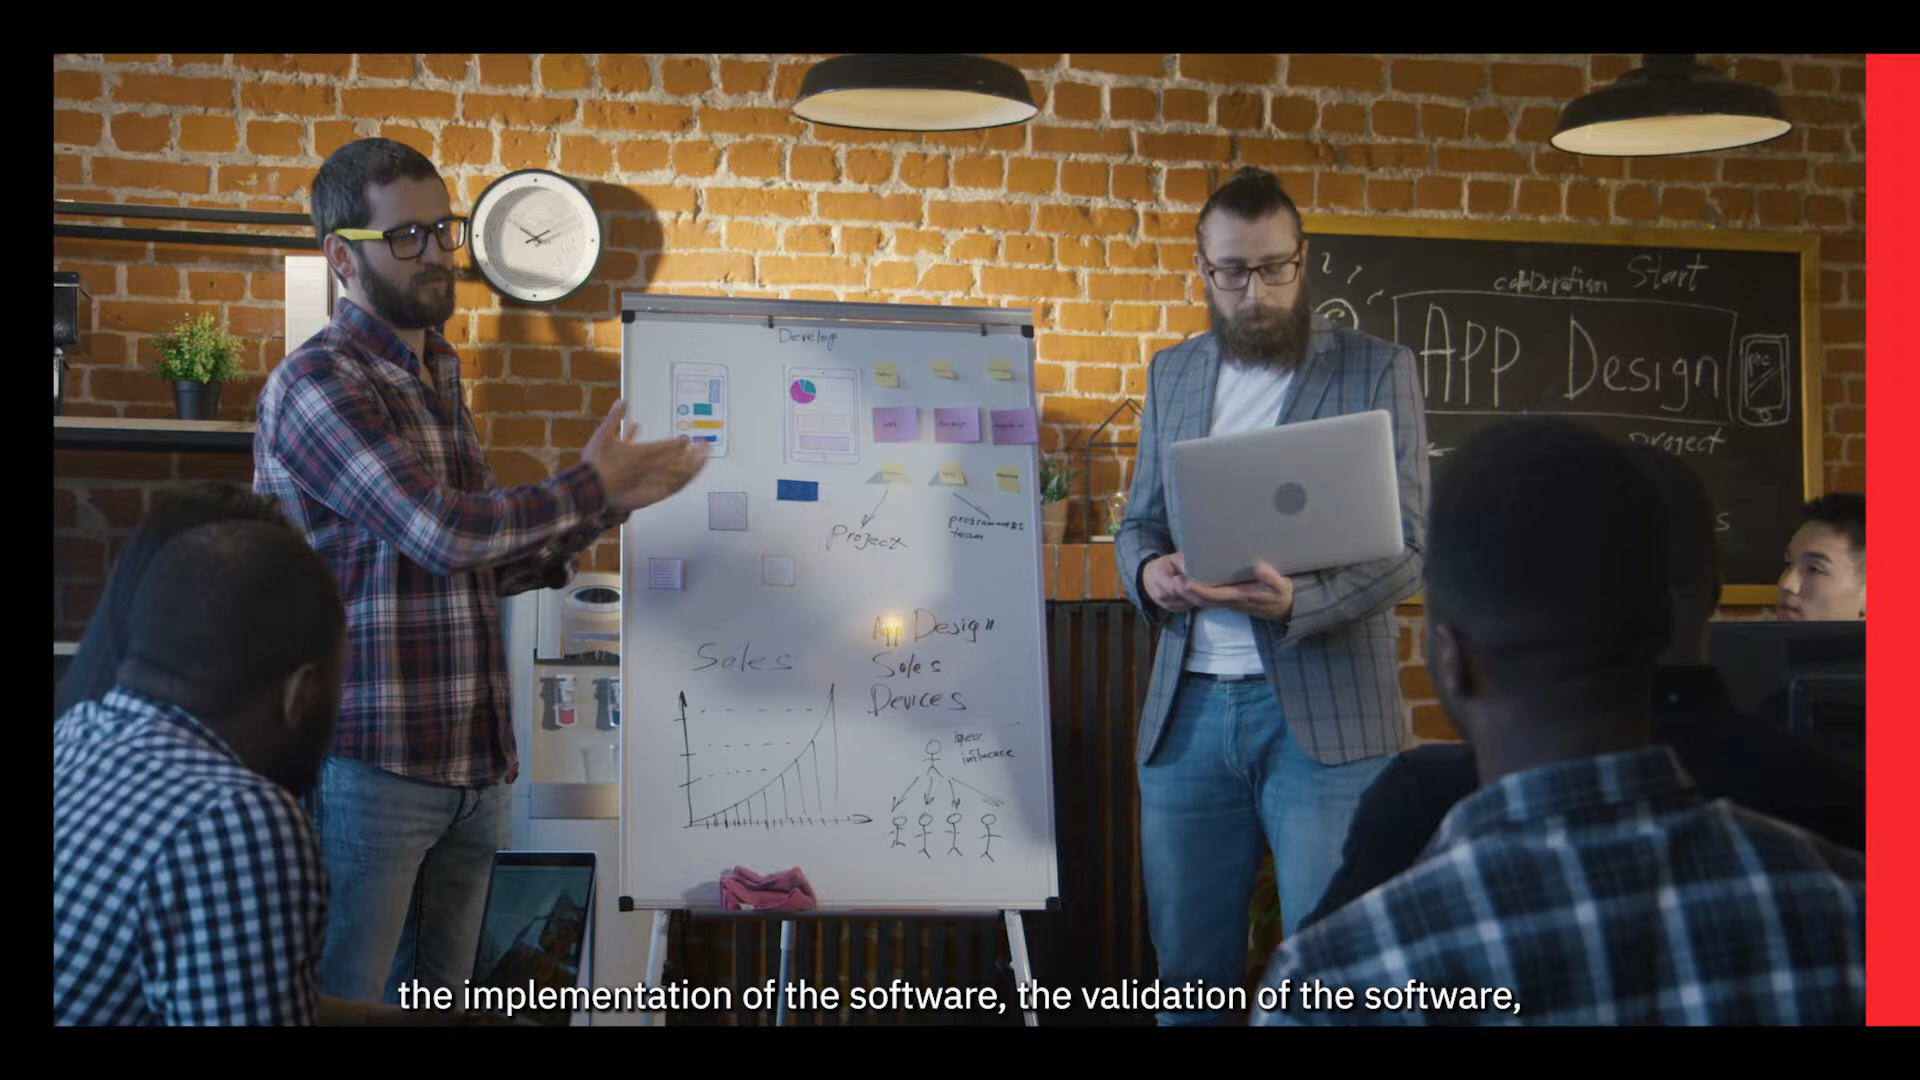 Develop
Project
programmers
team
App Design
Sales
Sales
Devices
idea
influence
collaboration Start
APP Design
project
the implementation of the software, the validation of the software,